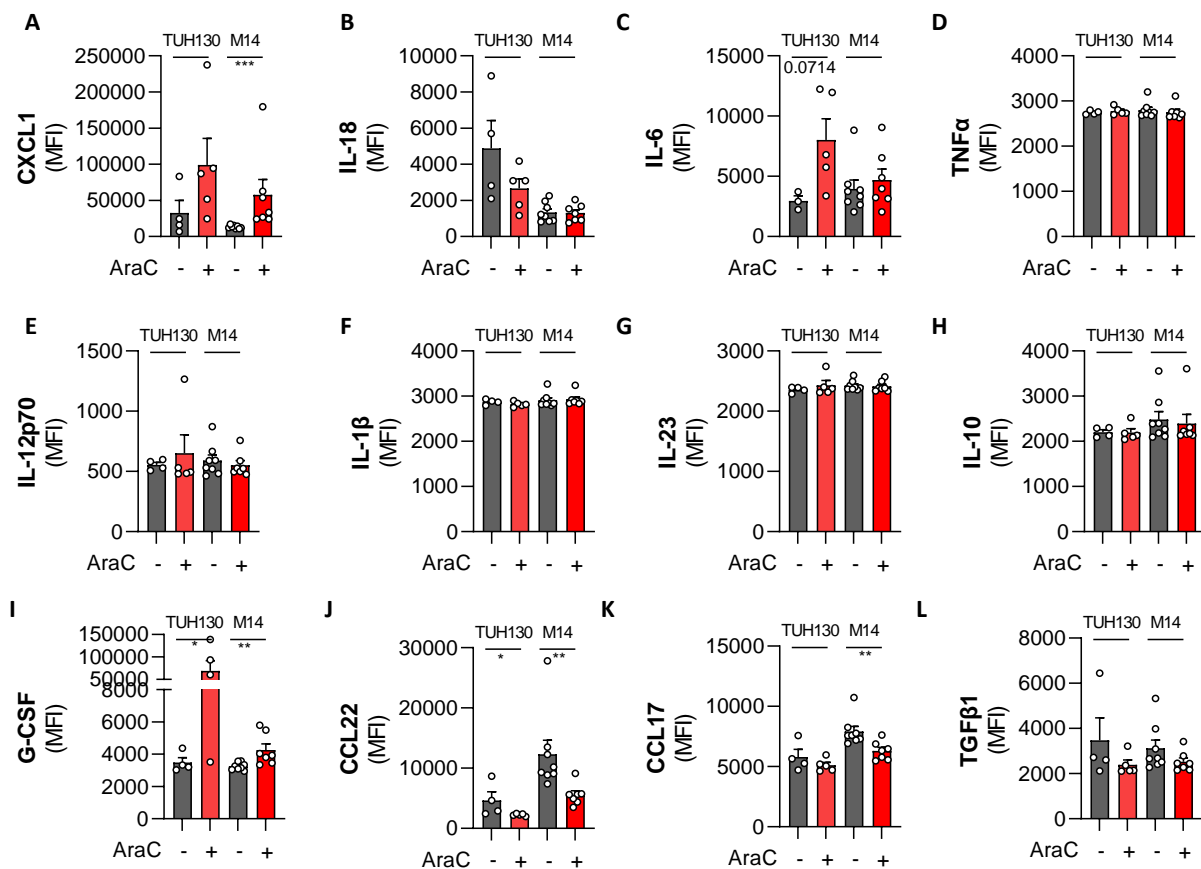 A
TUH130 M14
***
CXCL1
(MFI)
250000
200000
150000
100000
50000
0
AraC - + - +
B
TUH130 M14
IL-18
(MFI)
10000
8000
6000
4000
2000
0
AraC - + - +
C
TUH130 M14
0.0714
IL-6
(MFI)
15000
10000
5000
0
AraC - + - +
D
TUH130 M14
TNFα
(MFI)
4000
3000
2000
1000
0
AraC - + - +
E
TUH130 M14
IL-12p70
(MFI)
1500
1000
500
0
AraC - + - +
F
TUH130 M14
IL-1β
(MFI)
4000
3000
2000
1000
0
AraC - + - +
G
TUH130 M14
IL-23
(MFI)
3000
2000
1000
0
AraC - + - +
H
TUH130 M14
IL-10
(MFI)
4000
3000
2000
1000
0
AraC - + - +
I
TUH130 M14
* **
G-CSF
(MFI)
150000
100000
50000
8000
6000
4000
2000
0
AraC - + - +
J
TUH130 M14
* **
CCL22
(MFI)
30000
20000
10000
0
AraC - + - +
K
TUH130 M14
**
CCL17
(MFI)
15000
10000
5000
0
AraC - + - +
L
TUH130 M14
TGFβ1
(MFI)
8000
6000
4000
2000
0
AraC - + - +